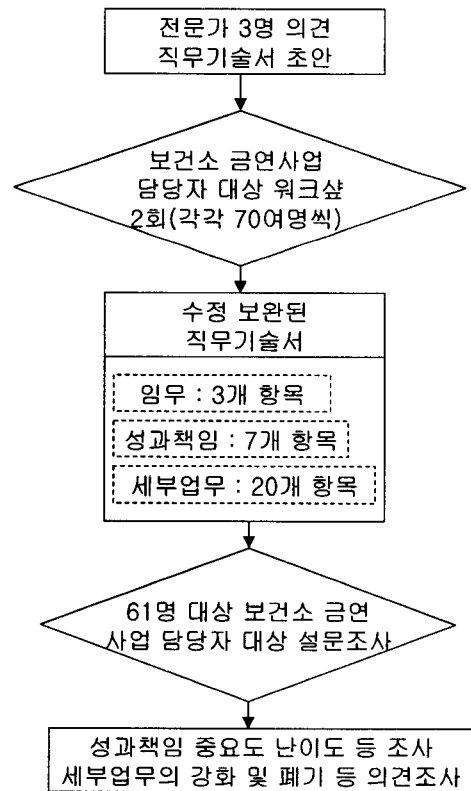 전문가 3명 의견
직무기술서 초안
보건소 금연사업
담당자 대상 워크샾
2회(각각 70여명씩)
수정 보완된
직무기술서
임무 : 3개 항목
성과책임 : 7개 항목
세부업무 : 20개 항목
61명 대상 보건소 금연
사업 담당자 대상 설문조사
성과책임 중요도 난이도 등 조사
세부업무의 강화 및 폐기 등 의견조사